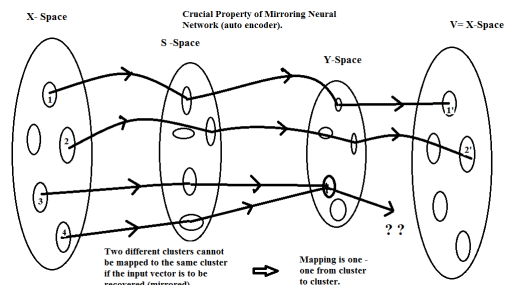 X- Space
Crucial Property of Mirroring Neural
Network (auto encoder).
V= X-Space
S -Space
Y-Space
1
1'
2
2'
3
4
? ?
Two different clusters cannot
be mapped to the same cluster
if the input vector is to be
recovered (mirrored)
Mapping is one -
one from cluster
to cluster.